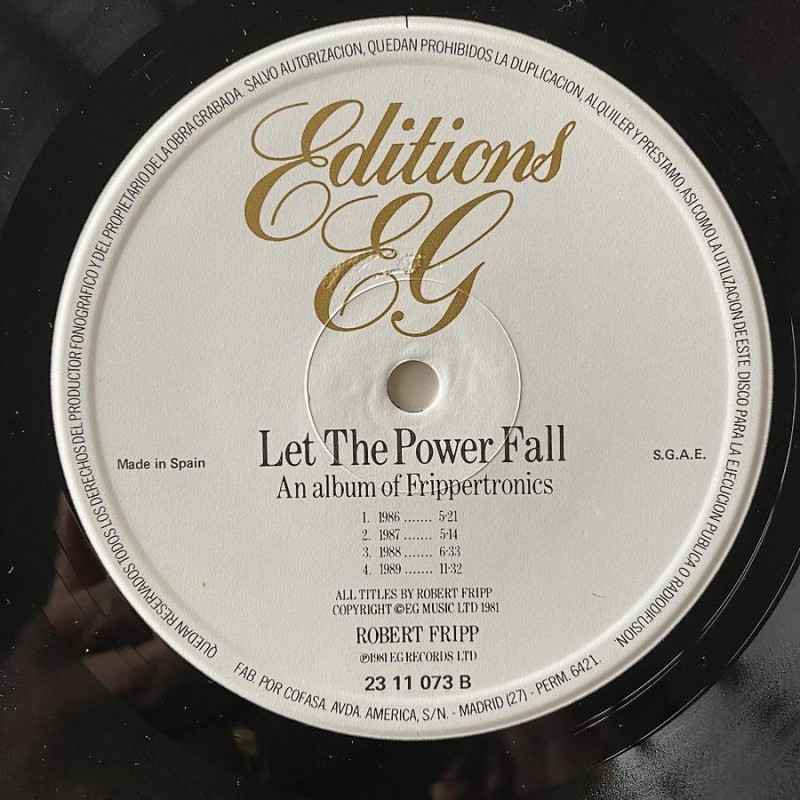 QUEDAN RESERVADOS TODOS LOS DERECHOS DEL PRODUCTOR FONOGRAFICO Y DEL PROPIETARIO DE LA OBRA GRABADA. SALVO AUTORIZACION, QUEDAN PROHIBIDOS LA DUPLICACION, ALQUILER Y PRESTAMO, ASI COMO LA UTILIZACION DE ESTE DISCO PARA LA EJECUCION PUBLICA O RADIODIFUSION.
Editions
EG
Let The Power Fall
Made in Spain
S.G.A.E.
An album of Frippertronics
1. 1986 ....... 5·21
2. 1987 ....... 5·14
3. 1988 ....... 6·33
4. 1989 ....... 11·32
ALL TITLES BY ROBERT FRIPP
COPYRIGHT ©EG MUSIC LTD 1981
ROBERT FRIPP
℗1981 EG RECORDS LTD
23 11 073 B
FAB. POR COFASA. AVDA. AMERICA, S/N. - MADRID (27) - PERM. 6421.